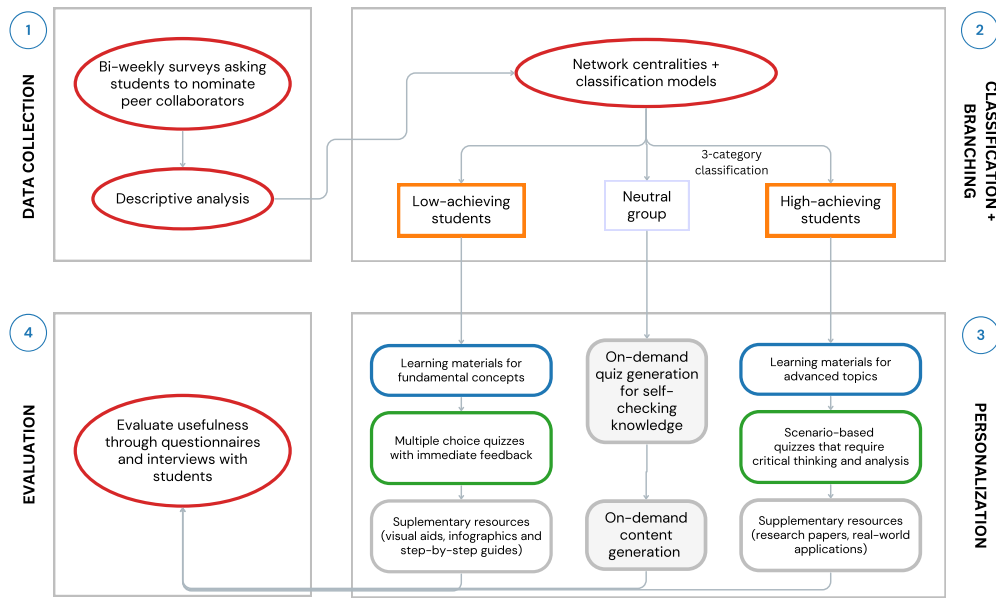 1
DATA COLLECTION
Bi-weekly surveys asking
students to nominate
peer collaborators
Descriptive analysis
2
CLASSIFICATION +
BRANCHING
Network centralities +
classification models
3-category
classification
Low-achieving
students
Neutral
group
High-achieving
students
3
PERSONALIZATION
Learning materials for
fundamental concepts
Multiple choice quizzes
with immediate feedback
Suplementary resources
(visual aids, infographics and
step-by-step guides)
On-demand
quiz generation
for self-
checking
knowledge
On-demand
content
generation
Learning materials for
advanced topics
Scenario-based
quizzes that require
critical thinking and analysis
Supplementary resources
(research papers, real-world
applications)
4
EVALUATION
Evaluate usefulness
through questionnaires
and interviews with
students